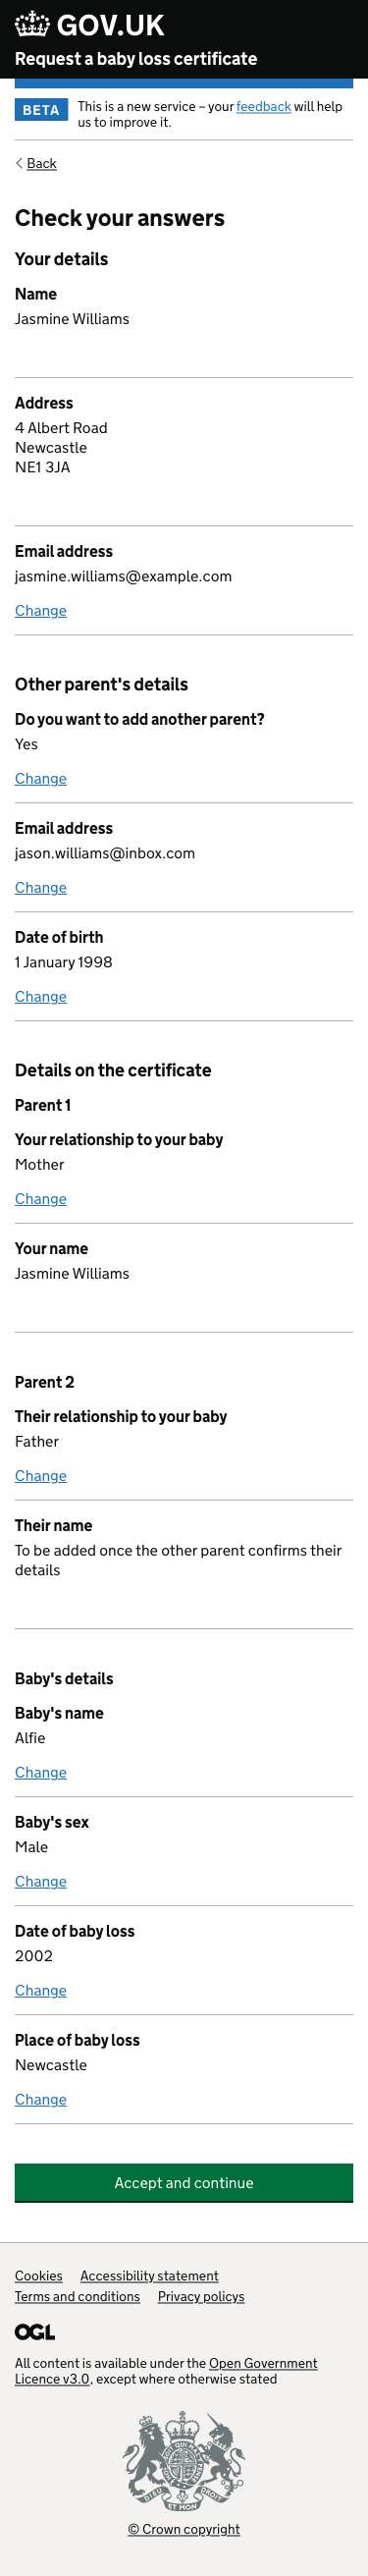 GOV.UK
Request a baby loss certificate
BETA
This is a new service – your feedback will help
us to improve it.
Back
Check your answers
Your details
Name
Jasmine Williams
Address
4 Albert Road
Newcastle
NE1 3JA
Email address
jasmine.williams@example.com
Change
Other parent's details
Do you want to add another parent?
Yes
Change
Email address
jason.williams@inbox.com
Change
Date of birth
1 January 1998
Change
Details on the certificate
Parent 1
Your relationship to your baby
Mother
Change
Your name
Jasmine Williams
Parent 2
Their relationship to your baby
Father
Change
Their name
To be added once the other parent confirms their
details
Baby's details
Baby's name
Alfie
Change
Baby's sex
Male
Change
Date of baby loss
2002
Change
Place of baby loss
Newcastle
Change
Accept and continue
Cookies Accessibility statement
Terms and conditions Privacy policys
OGL
All content is available under the Open Government
Licence v3.0, except where otherwise stated
DIEU ET MON
© Crown copyright